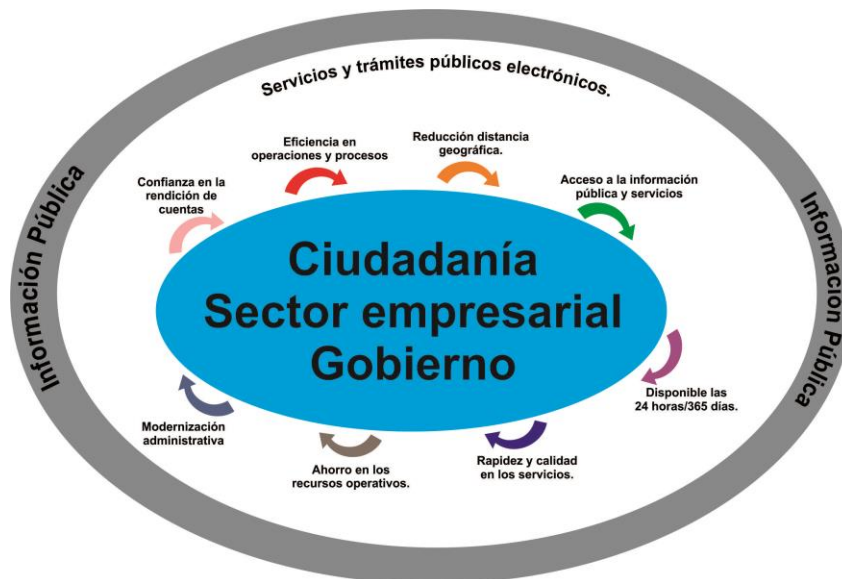 Servicios y trámites públicos electrónicos.
Información Pública
Información Pública
Eficiencia en
operaciones y procesos
Reducción distancia
geográfica.
Confianza en la
rendición de
cuentas
Acceso a la información
pública y servicios
Ciudadanía
Sector empresarial
Gobierno
Disponible las
24 horas/365 días.
Modernización
administrativa
Ahorro en los
recursos operativos.
Rapidez y calidad
en los servicios.